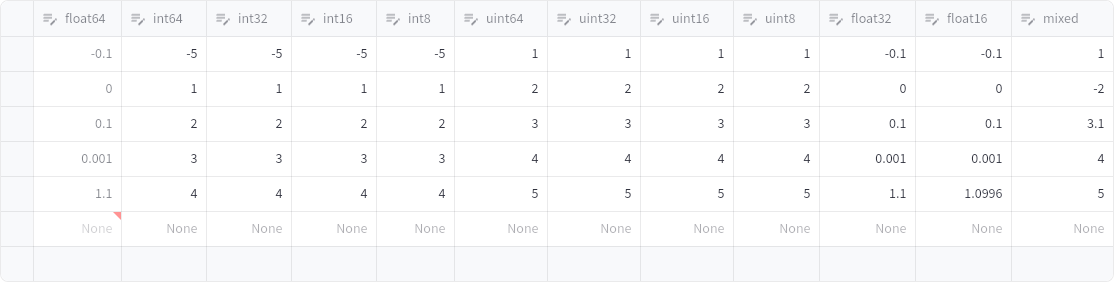 float64 int64 int32 int16 int8 uint64 uint32 uint16 uint8 float32 float16 mixed
-0.1 -5 -5 -5 -5 1 1 1 1 -0.1 -0.1 1
0 1 1 1 1 2 2 2 2 0 0 -2
0.1 2 2 2 2 3 3 3 3 0.1 0.1 3.1
0.001 3 3 3 3 4 4 4 4 0.001 0.001 4
1.1 4 4 4 4 5 5 5 5 1.1 1.0996 5
None None None None None None None None None None None None